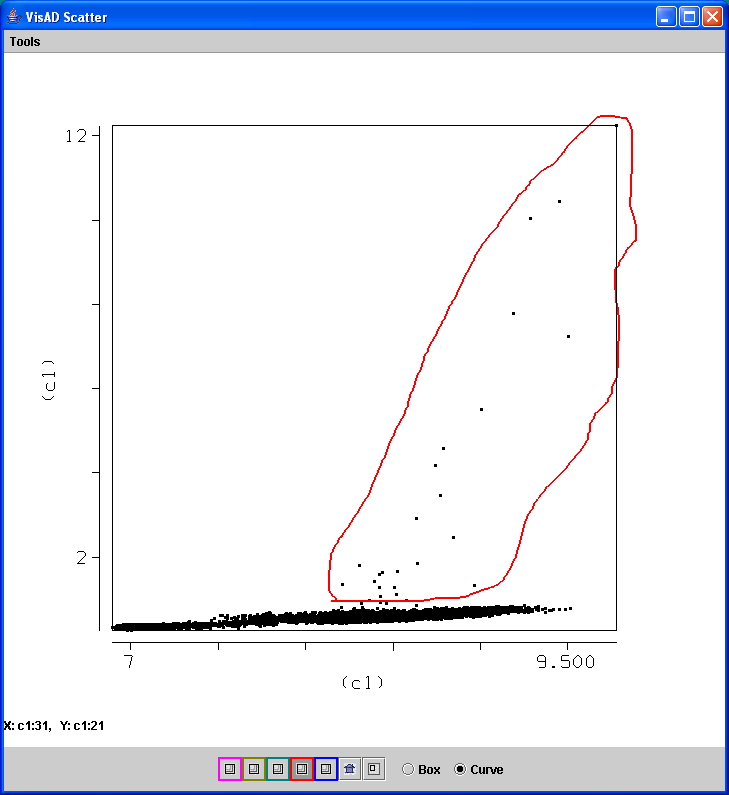 VisAD Scatter
Tools
12
(c1)
2
7
9.500
(c1)
X: c1:31, Y: c1:21
Box
Curve